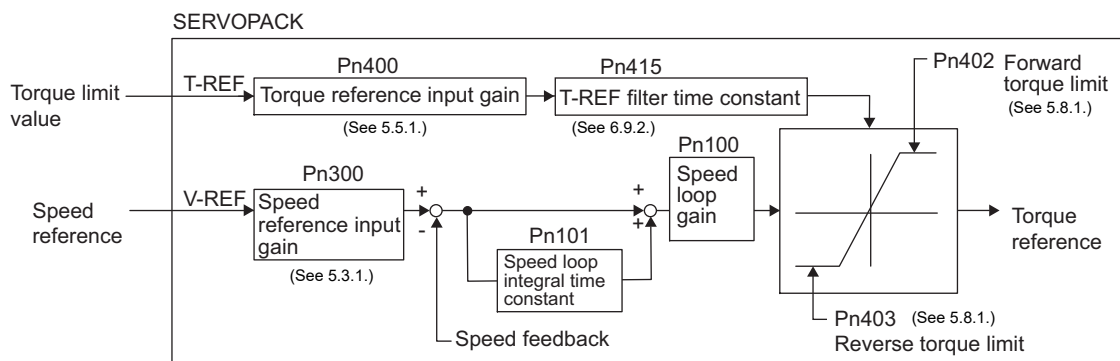 SERVOPACK
Torque limit
value
T-REF
Pn400
Torque reference input gain
(See 5.5.1.)
Pn415
T-REF filter time constant
(See 6.9.2.)
Pn402
Forward
torque limit
(See 5.8.1.)
Speed
reference
V-REF
Pn300
Speed
reference input
gain
(See 5.3.1.)
+
-
Speed feedback
Pn101
Speed loop
integral time
constant
+
+
Pn100
Speed
loop
gain
Torque
reference
Pn403
(See 5.8.1.)
Reverse torque limit